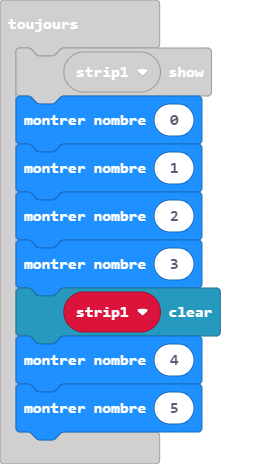 toujours
strip1 show
montrer nombre 0
montrer nombre 1
montrer nombre 2
montrer nombre 3
strip1 clear
montrer nombre 4
montrer nombre 5